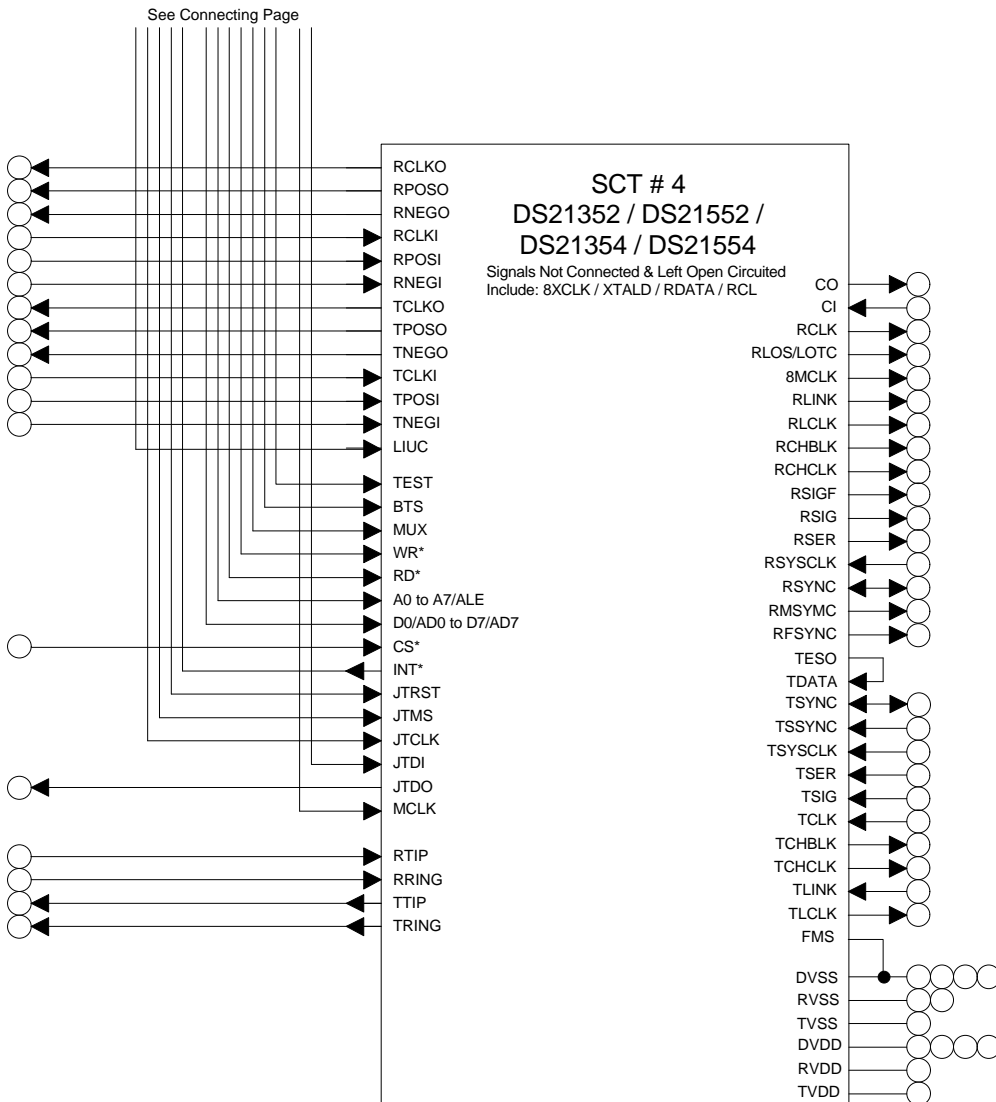 See Connecting Page
SCT # 4
DS21352 / DS21552 /
DS21354 / DS21554
Signals Not Connected & Left Open Circuited
Include: 8XCLK / XTALD / RDATA / RCL
RCLKO
RPOSO
RNEGO
RCLKI
RPOSI
RNEGI
TCLKO
TPOSO
TNEGO
TCLKI
TPOSI
TNEGI
LIUC
TEST
BTS
MUX
WR*
RD*
A0 to A7/ALE
D0/AD0 to D7/AD7
CS*
INT*
JTRST
JTMS
JTCLK
JTDI
JTDO
MCLK
RTIP
RRING
TTIP
TRING
CO
CI
RCLK
RLOS/LOTC
8MCLK
RLINK
RLCLK
RCHBLK
RCHCLK
RSIGF
RSIG
RSER
RSYSCLK
RSYNC
RMSYMC
RFSYNC
TESO
TDATA
TSYNC
TSSYNC
TSYSCLK
TSER
TSIG
TCLK
TCHBLK
TCHCLK
TLINK
TLCLK
FMS
DVSS
RVSS
TVSS
DVDD
RVDD
TVDD